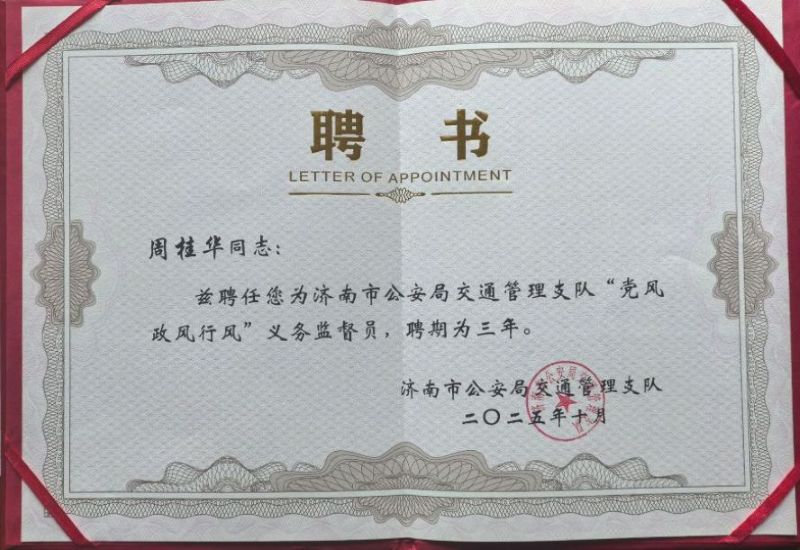 聘 书
LETTER OF APPOINTMENT
周桂华同志：
兹聘任您为济南市公安局交通管理支队“党风
政风行风”义务监督员，聘期为三年。
济南市公安局交通管理支队
二〇二五年十月